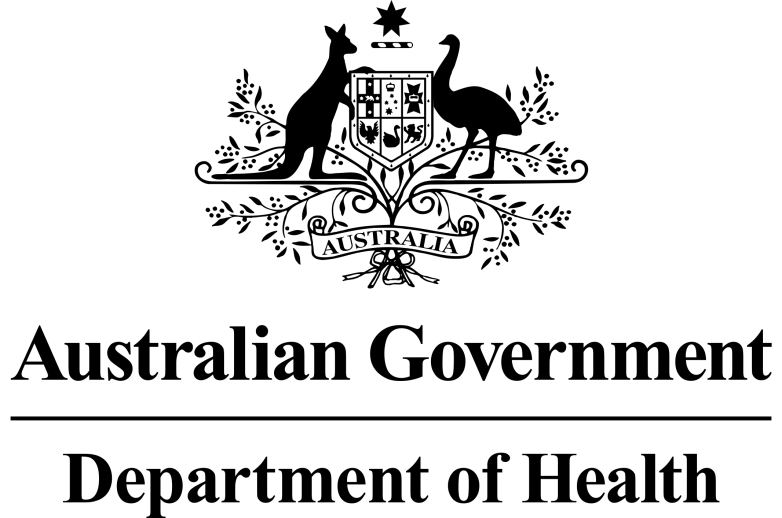 AUSTRALIA
Australian Government
Department of Health